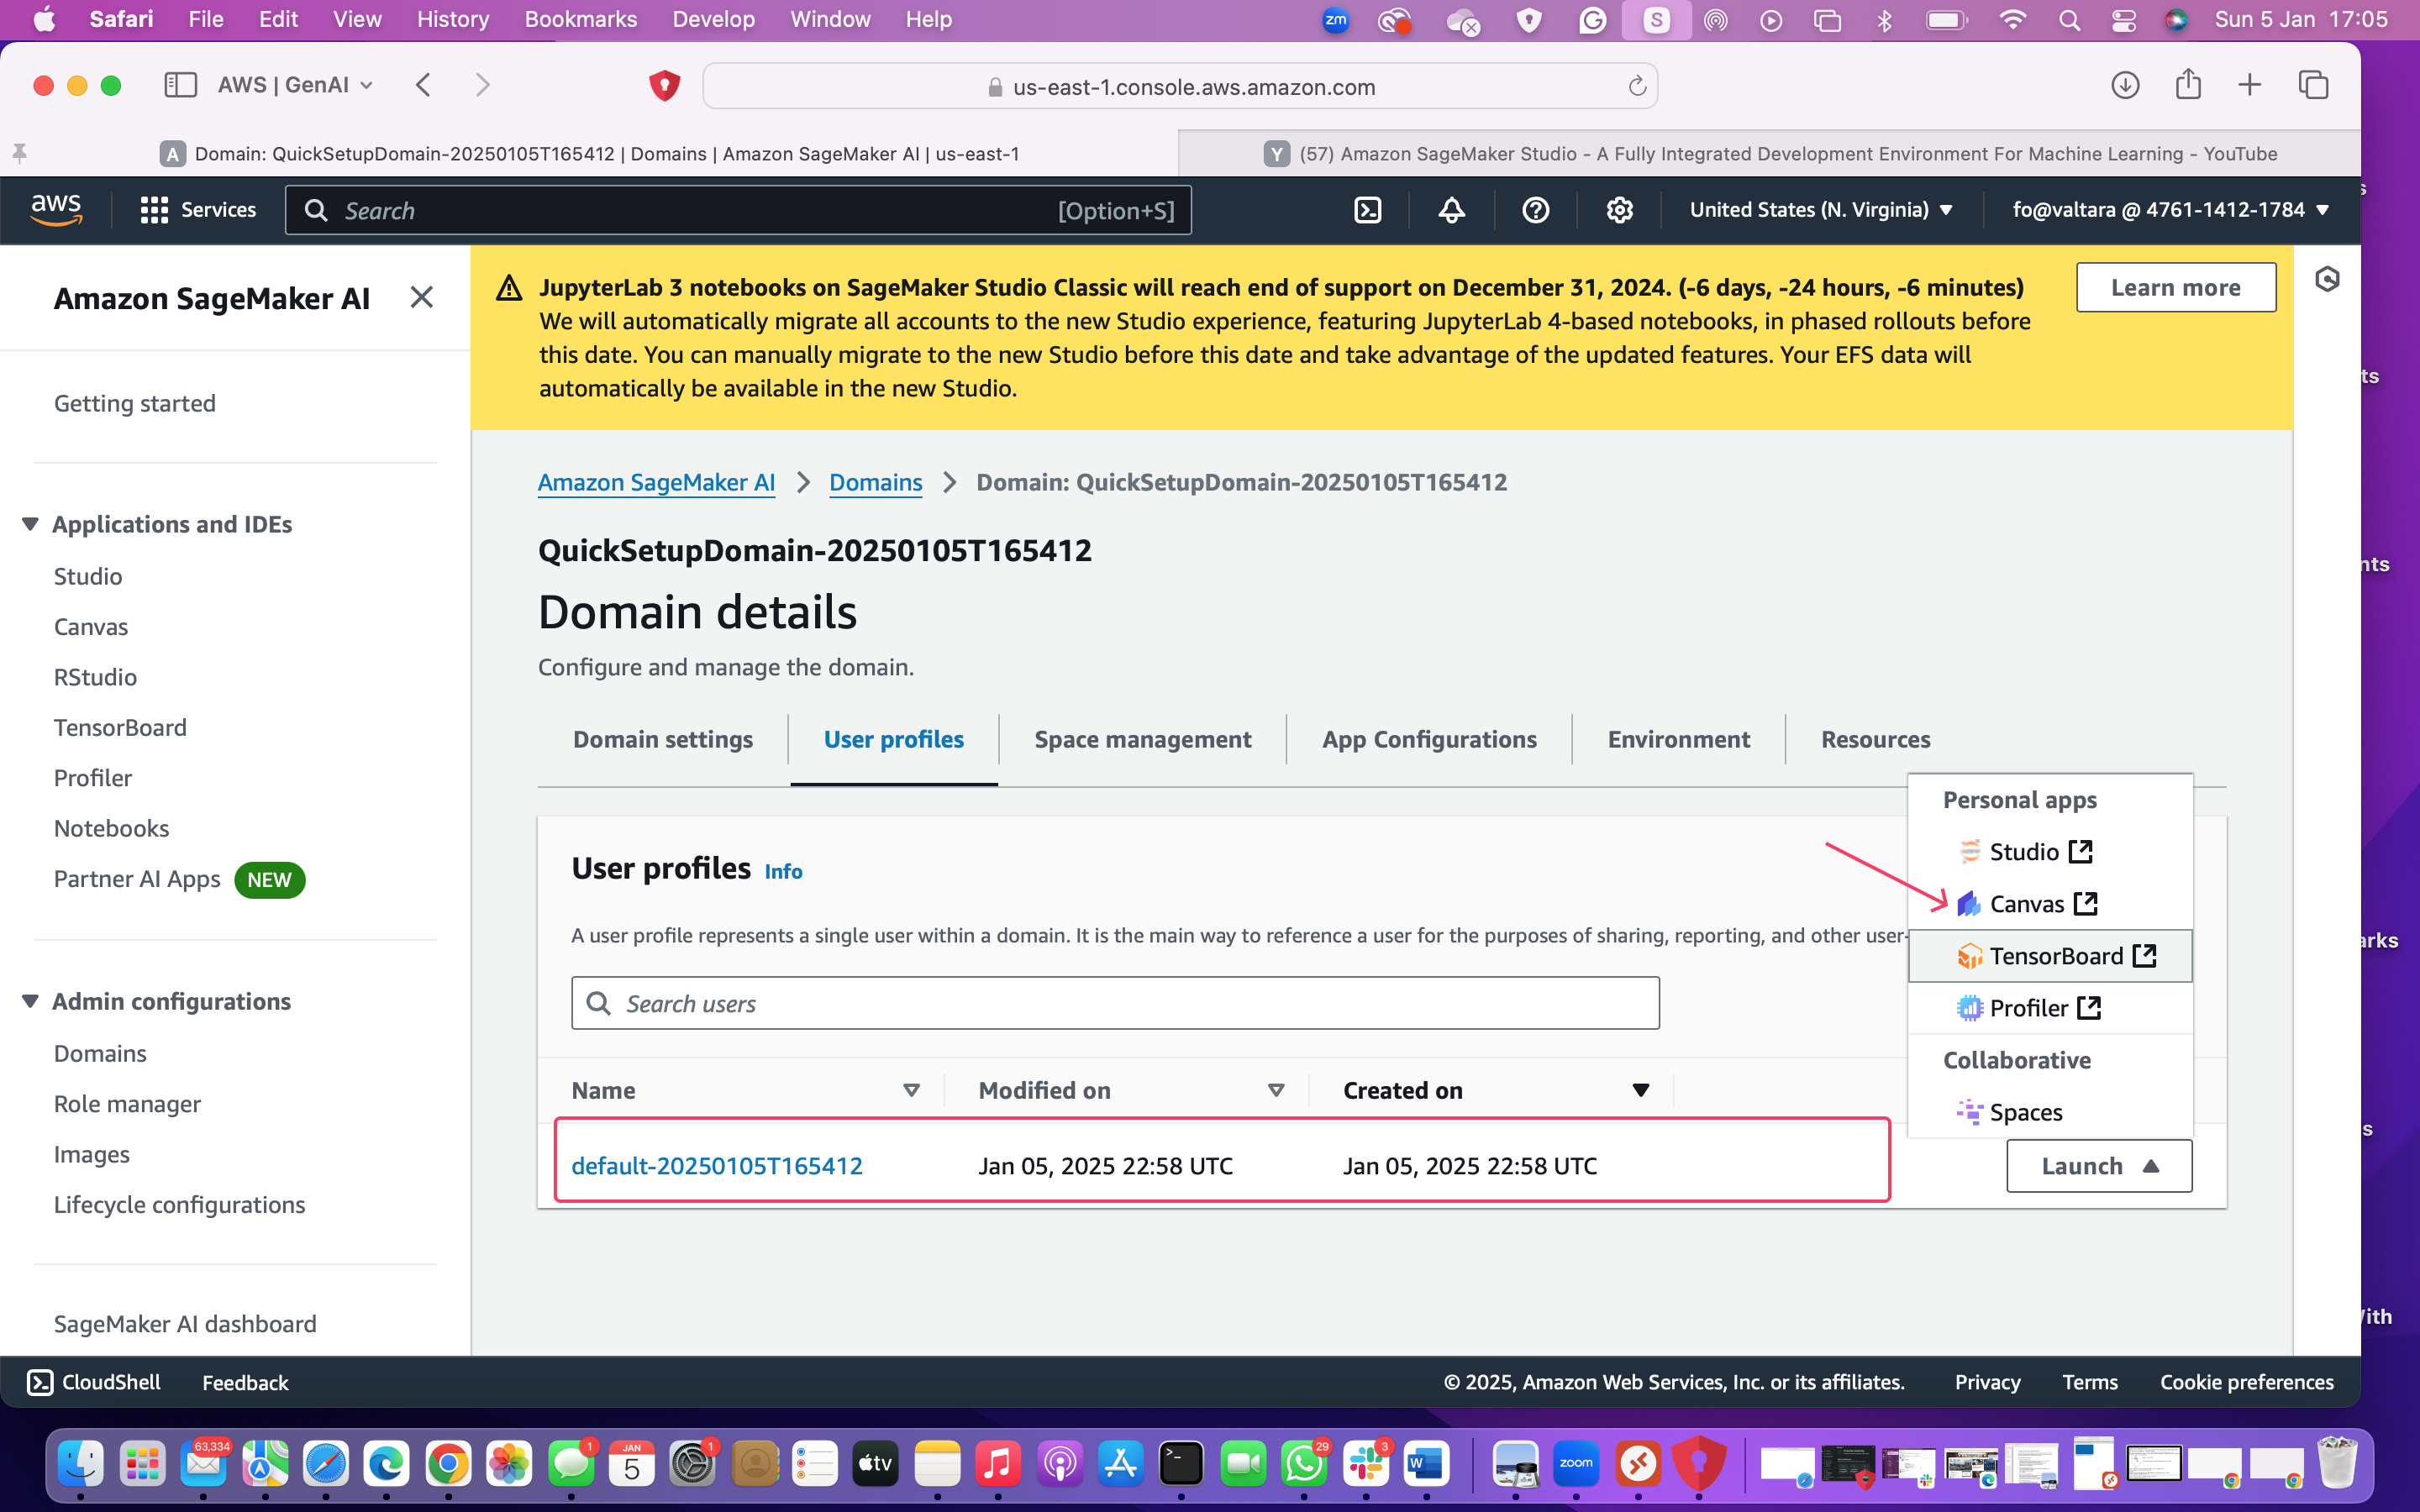 Safari File Edit View History Bookmarks Develop Window Help
zm
S
Sun 5 Jan 17:05
AWS | GenAI
us-east-1.console.aws.amazon.com
A Domain: QuickSetupDomain-20250105T165412 | Domains | Amazon SageMaker AI | us-east-1
Y (57) Amazon SageMaker Studio - A Fully Integrated Development Environment For Machine Learning - YouTube
aws
Services
Search
[Option+S]
United States (N. Virginia)
fo@valtara @ 4761-1412-1784
Amazon SageMaker AI
Getting started
Applications and IDEs
Studio
Canvas
RStudio
TensorBoard
Profiler
Notebooks
Partner AI Apps NEW
Admin configurations
Domains
Role manager
Images
Lifecycle configurations
SageMaker AI dashboard
JupyterLab 3 notebooks on SageMaker Studio Classic will reach end of support on December 31, 2024. (-6 days, -24 hours, -6 minutes)
We will automatically migrate all accounts to the new Studio experience, featuring JupyterLab 4-based notebooks, in phased rollouts before
this date. You can manually migrate to the new Studio before this date and take advantage of the updated features. Your EFS data will
automatically be available in the new Studio.
Learn more
Amazon SageMaker AI > Domains > Domain: QuickSetupDomain-20250105T165412
QuickSetupDomain-20250105T165412
Domain details
Configure and manage the domain.
Domain settings
User profiles
Space management
App Configurations
Environment
Resources
User profiles Info
A user profile represents a single user within a domain. It is the main way to reference a user for the purposes of sharing, reporting, and other user-
Search users
Name
Modified on
Created on
default-20250105T165412
Jan 05, 2025 22:58 UTC
Jan 05, 2025 22:58 UTC
Personal apps
Studio
Canvas
TensorBoard
Profiler
Collaborative
Spaces
Launch
CloudShell
Feedback
© 2025, Amazon Web Services, Inc. or its affiliates.
Privacy
Terms
Cookie preferences
63,334
1
JAN
5
1
tv
29
3
W
zoom